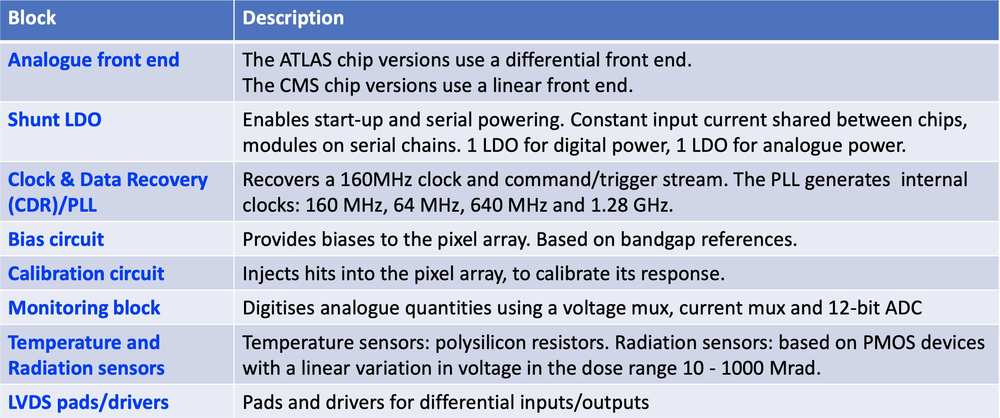 Block
Description
Analogue front end
The ATLAS chip versions use a differential front end.
The CMS chip versions use a linear front end.
Shunt LDO
Enables start-up and serial powering. Constant input current shared between chips,
modules on serial chains. 1 LDO for digital power, 1 LDO for analogue power.
Clock & Data Recovery
(CDR)/PLL
Recovers a 160MHz clock and command/trigger stream. The PLL generates  internal
clocks: 160 MHz, 64 MHz, 640 MHz and 1.28 GHz.
Bias circuit
Provides biases to the pixel array. Based on bandgap references.
Calibration circuit
Injects hits into the pixel array, to calibrate its response.
Monitoring block
Digitises analogue quantities using a voltage mux, current mux and 12-bit ADC
Temperature and
Radiation sensors
Temperature sensors: polysilicon resistors. Radiation sensors: based on PMOS devices
with a linear variation in voltage in the dose range 10 - 1000 Mrad.
LVDS pads/drivers
Pads and drivers for differential inputs/outputs